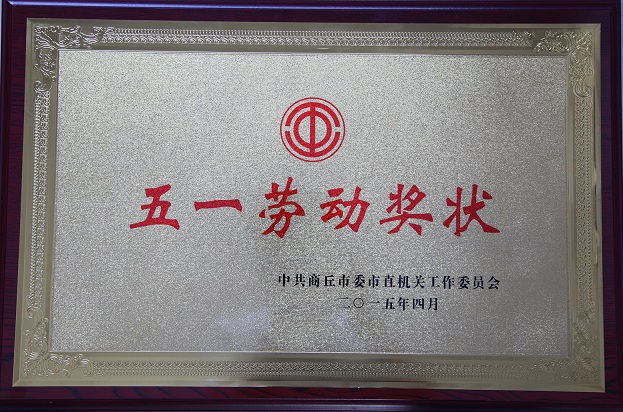 五一劳动奖状
中共商丘市委市直机关工作委员会
二〇一五年四月